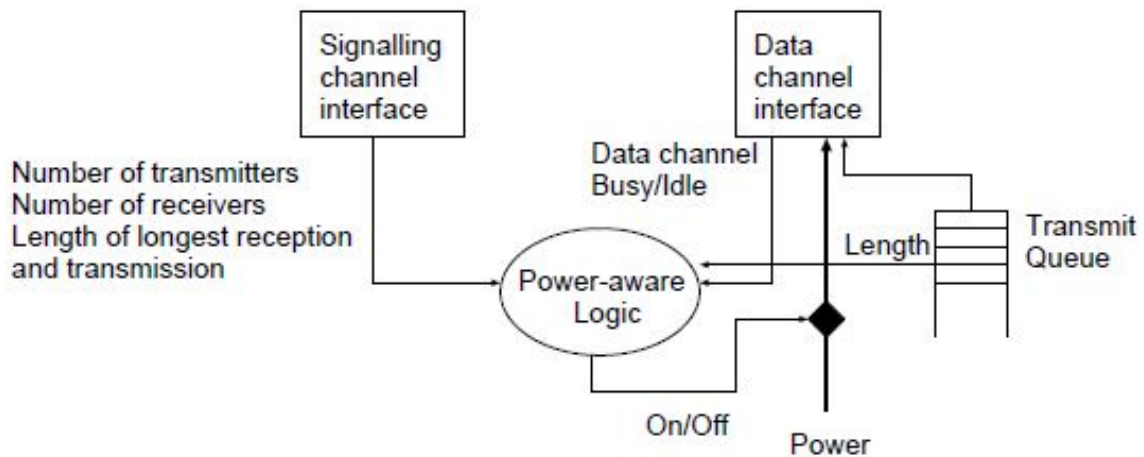 Signalling
channel
interface
Data
channel
interface
Number of transmitters
Number of receivers
Length of longest reception
and transmission
Data channel
Busy/Idle
Length
Transmit
Queue
Power-aware
Logic
On/Off
Power